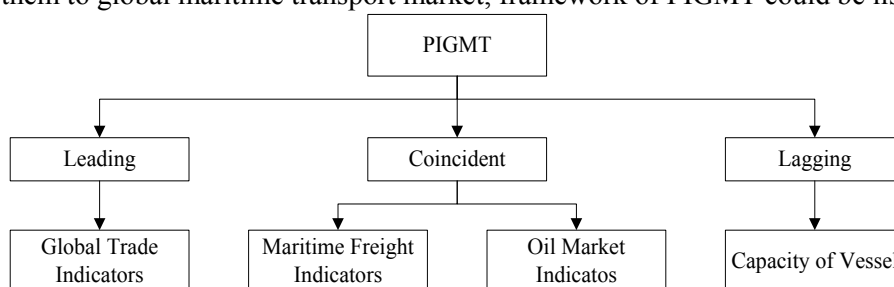 them to global maritime transport market, framework of PIGMT could be
PIGMT
Leading
Coincident
Lagging
Global Trade
Indicators
Maritime Freight
Indicators
Oil Market
Indicatos
Capacity of Vessel